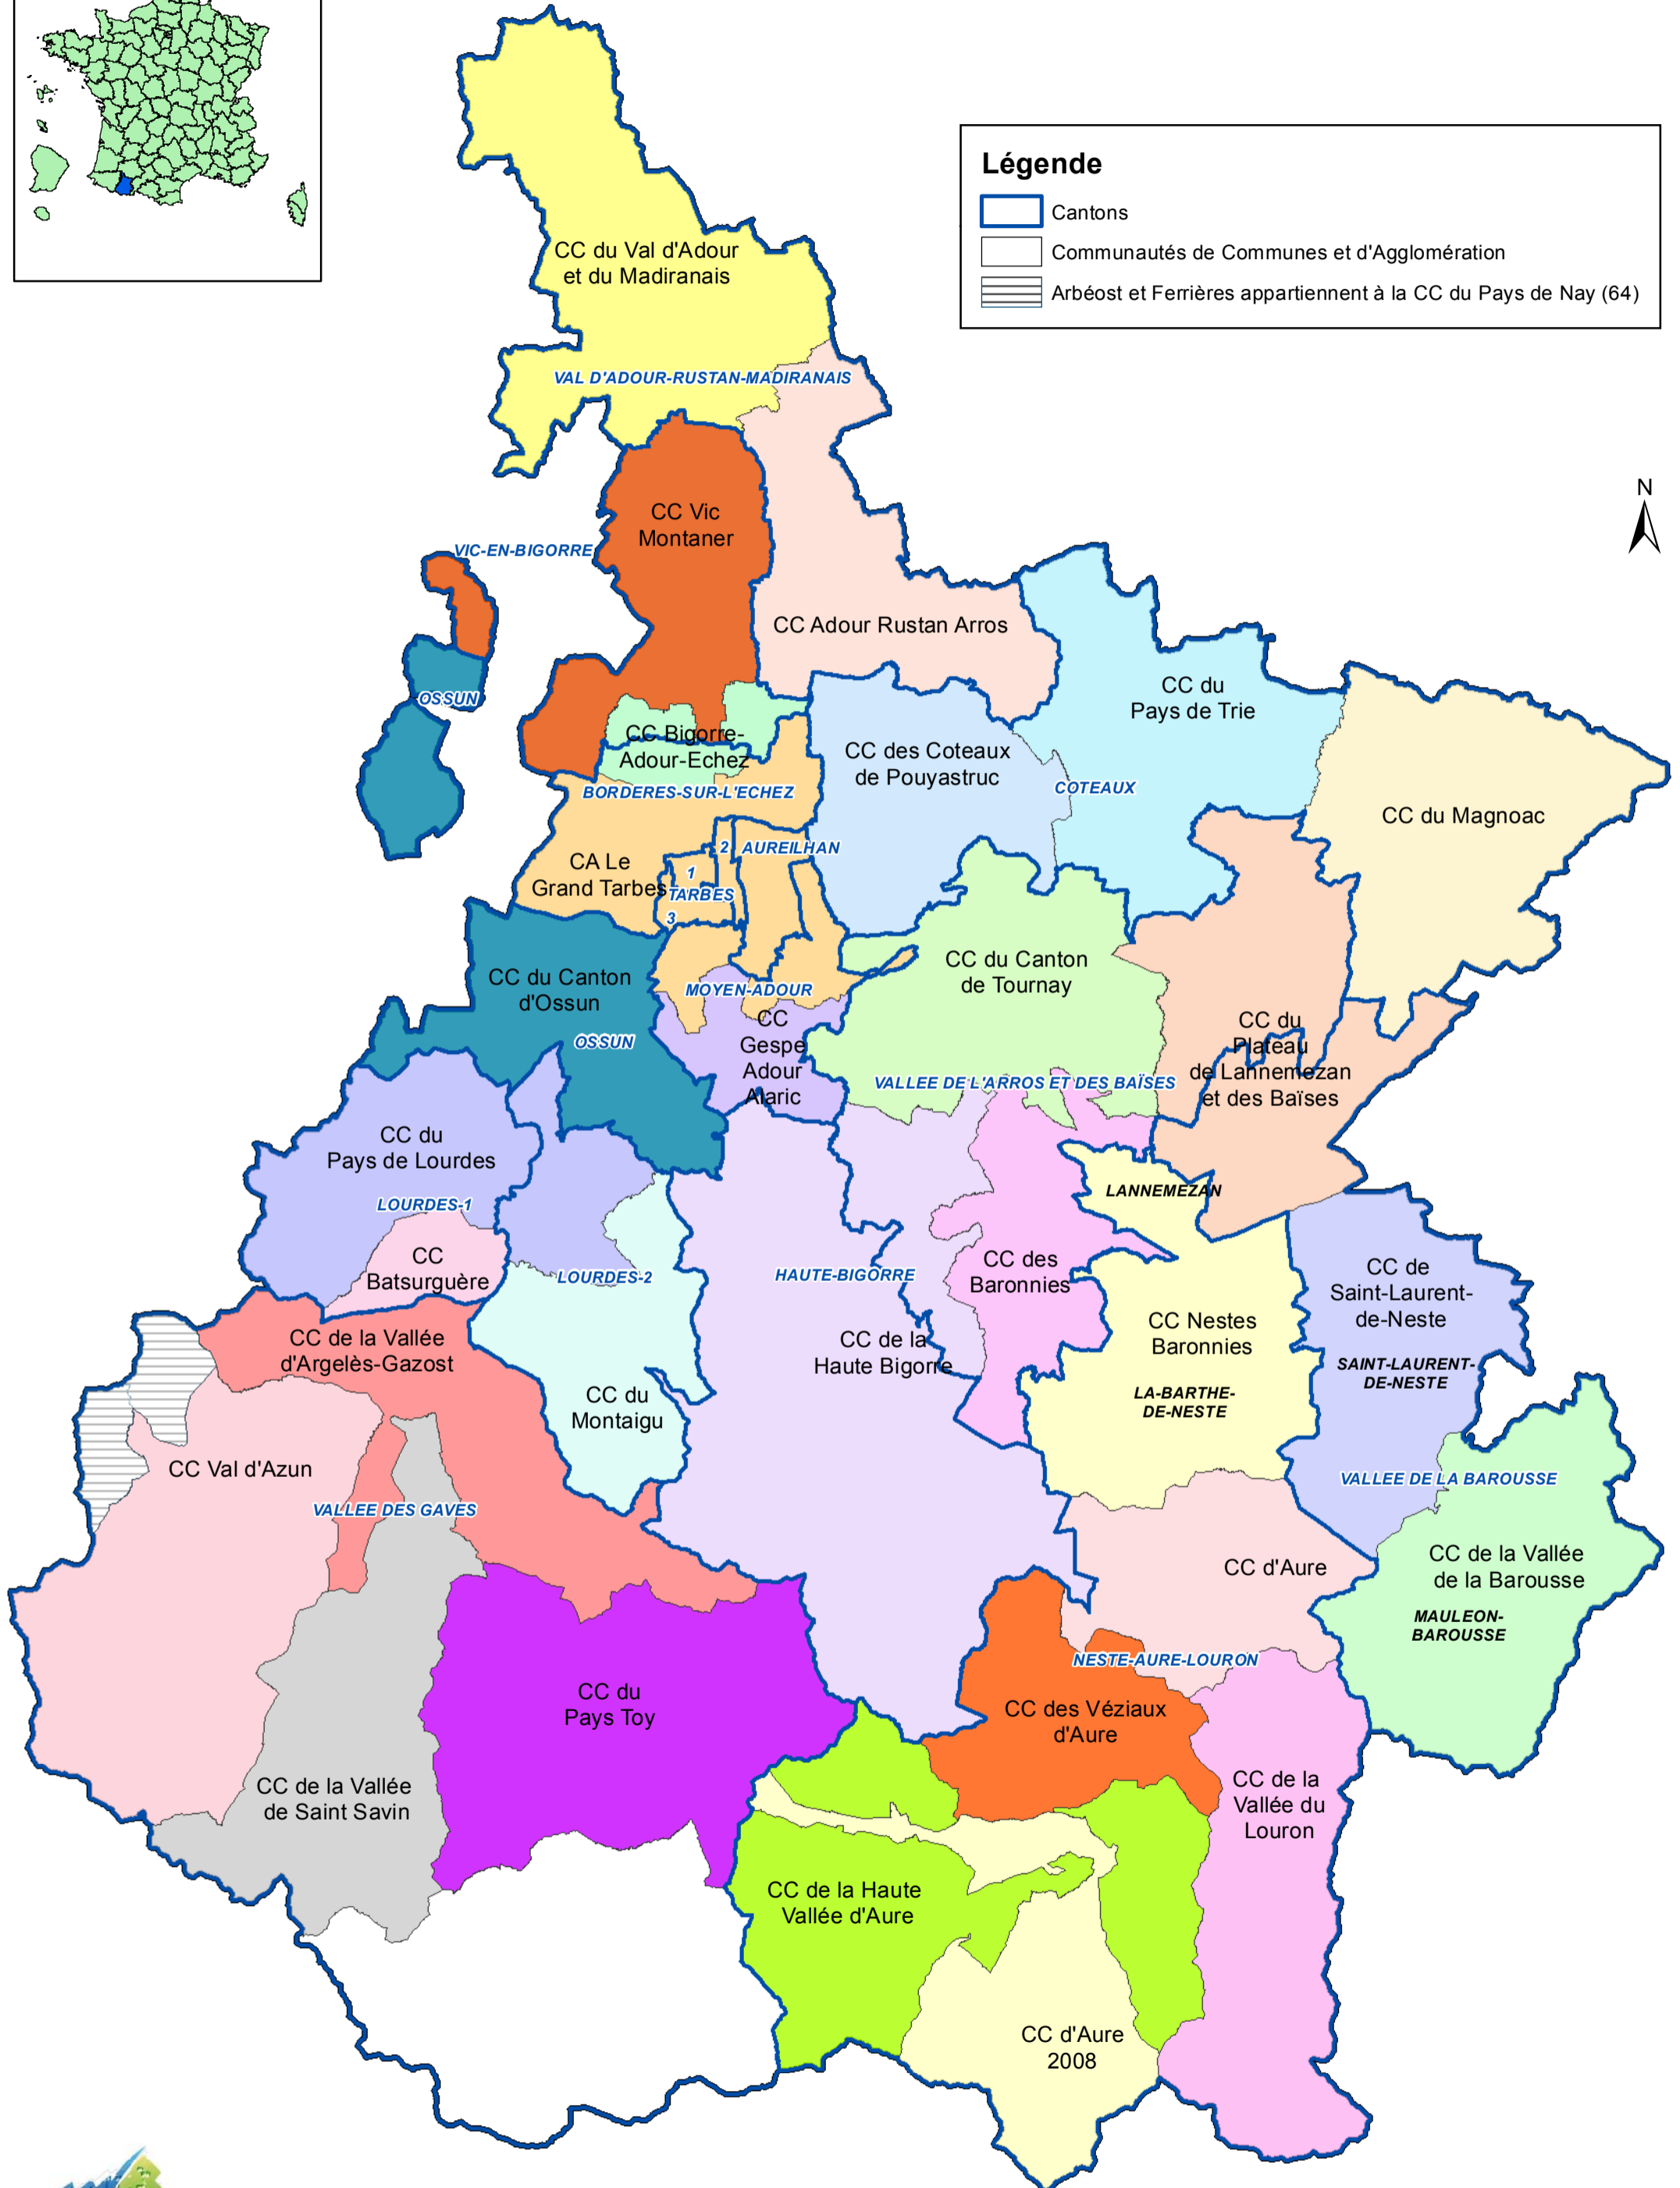 Légende
Cantons
Communautés de Communes et d'Agglomération
Arbéost et Ferrières appartiennent à la CC du Pays de Nay (64)
N
CC du Val d'Adour
et du Madiranais
VAL D'ADOUR-RUSTAN-MADIRANAIS
CC Vic
Montaner
VIC-EN-BIGORRE
CC Adour Rustan Arros
OSSUN
CC du
Pays de Trie
CC Bigorre-
Adour-Echez
CC des Coteaux
de Pouyastruc
COTEAUX
BORDERES-SUR-L'ECHEZ
CC du Magnoac
CA Le
Grand Tarbes
2
AUREILHAN
1
TARBES
3
CC du Canton
d'Ossun
CC du Canton
de Tournay
MOYEN-ADOUR
OSSUN
CC
Gespe
Adour
Alaric
CC du
Plateau
de Lannemezan
et des Baïses
VALLEE DE L'ARROS ET DES BAÏSES
CC du
Pays de Lourdes
LOURDES-1
LANNEMEZAN
CC
Batsurguère
LOURDES-2
HAUTE-BIGORRE
CC des
Baronnies
CC de
Saint-Laurent-
de-Neste
CC de la Vallée
d'Argelès-Gazost
CC de la
Haute Bigorre
CC Nestes
Baronnies
SAINT-LAURENT-
DE-NESTE
LA-BARTHE-
DE-NESTE
CC du
Montaigu
CC Val d'Azun
VALLEE DES GAVES
VALLEE DE LA BAROUSSE
CC d'Aure
CC de la Vallée
de la Barousse
MAULEON-
BAROUSSE
NESTE-AURE-LOURON
CC du
Pays Toy
CC des Véziaux
d'Aure
CC de la Vallée
de Saint Savin
CC de la
Vallée du
Louron
CC de la Haute
Vallée d'Aure
CC d'Aure
2008